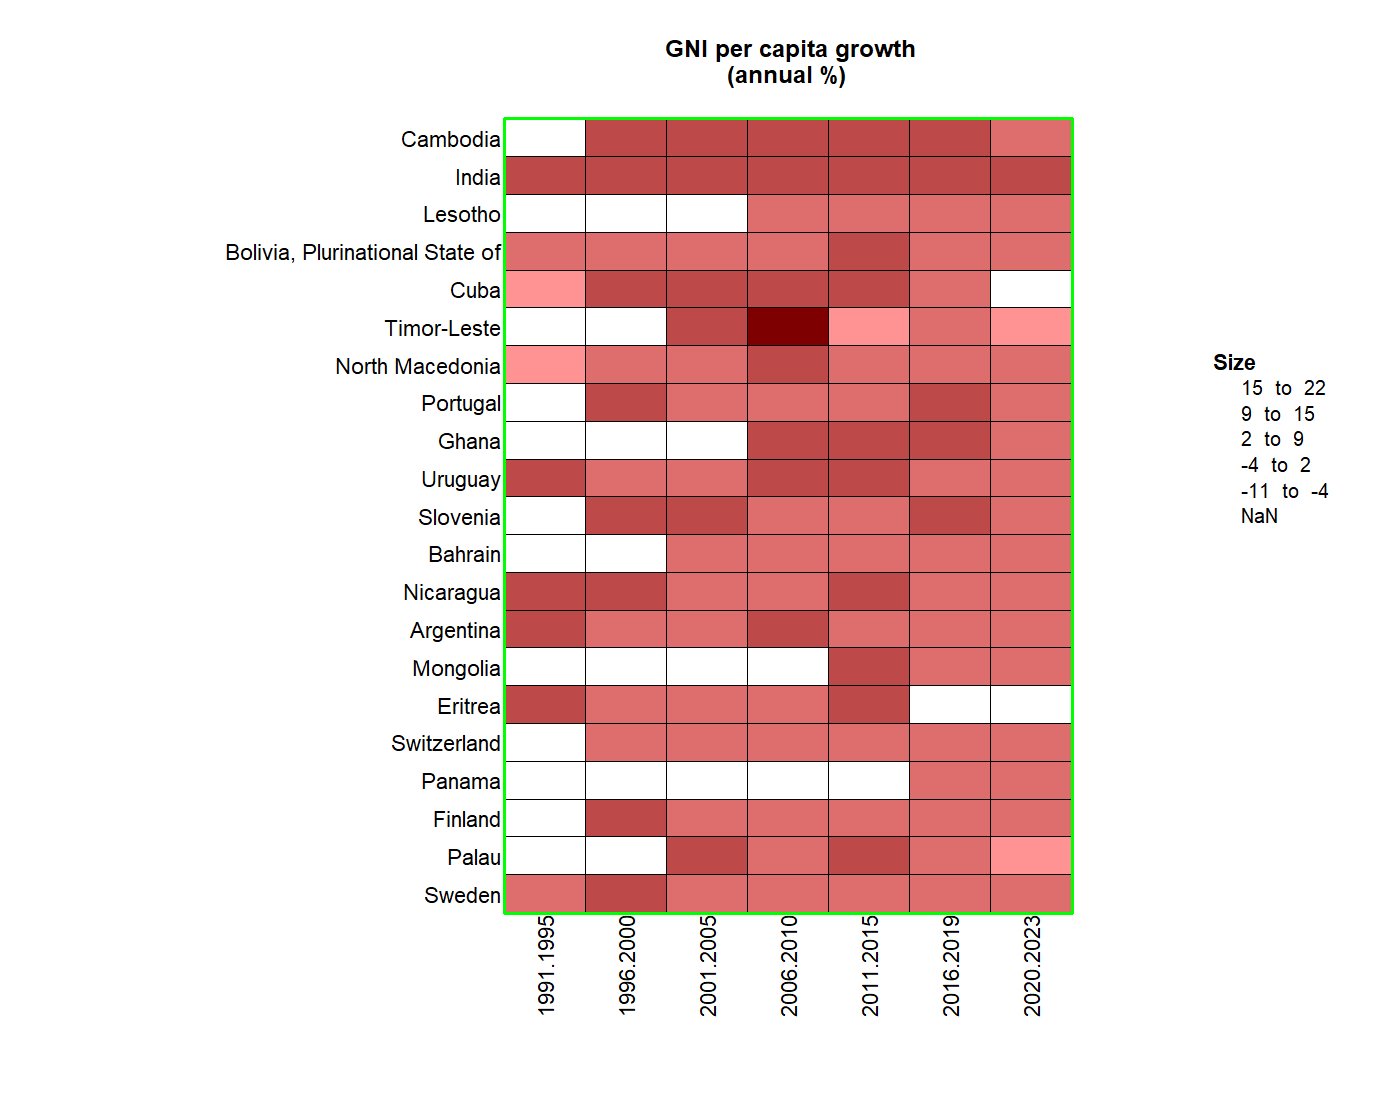 GNI per capita growth
(annual %)
Cambodia
India
Lesotho
Bolivia, Plurinational State of
Cuba
Timor-Leste
North Macedonia
Portugal
Ghana
Uruguay
Slovenia
Bahrain
Nicaragua
Argentina
Mongolia
Eritrea
Switzerland
Panama
Finland
Palau
Sweden
1991.1995
1996.2000
2001.2005
2006.2010
2011.2015
2016.2019
2020.2023
Size
15 to 22
9 to 15
2 to 9
-4 to 2
-11 to -4
NaN